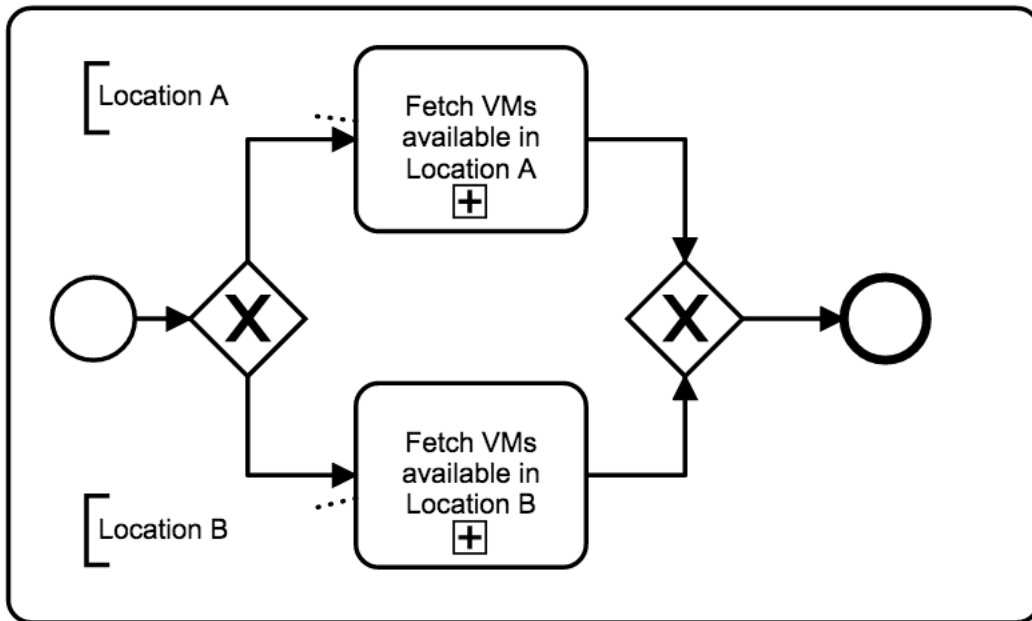 Location A
Fetch VMs
available in
Location A
X
X
Fetch VMs
available in
Location B
Location B